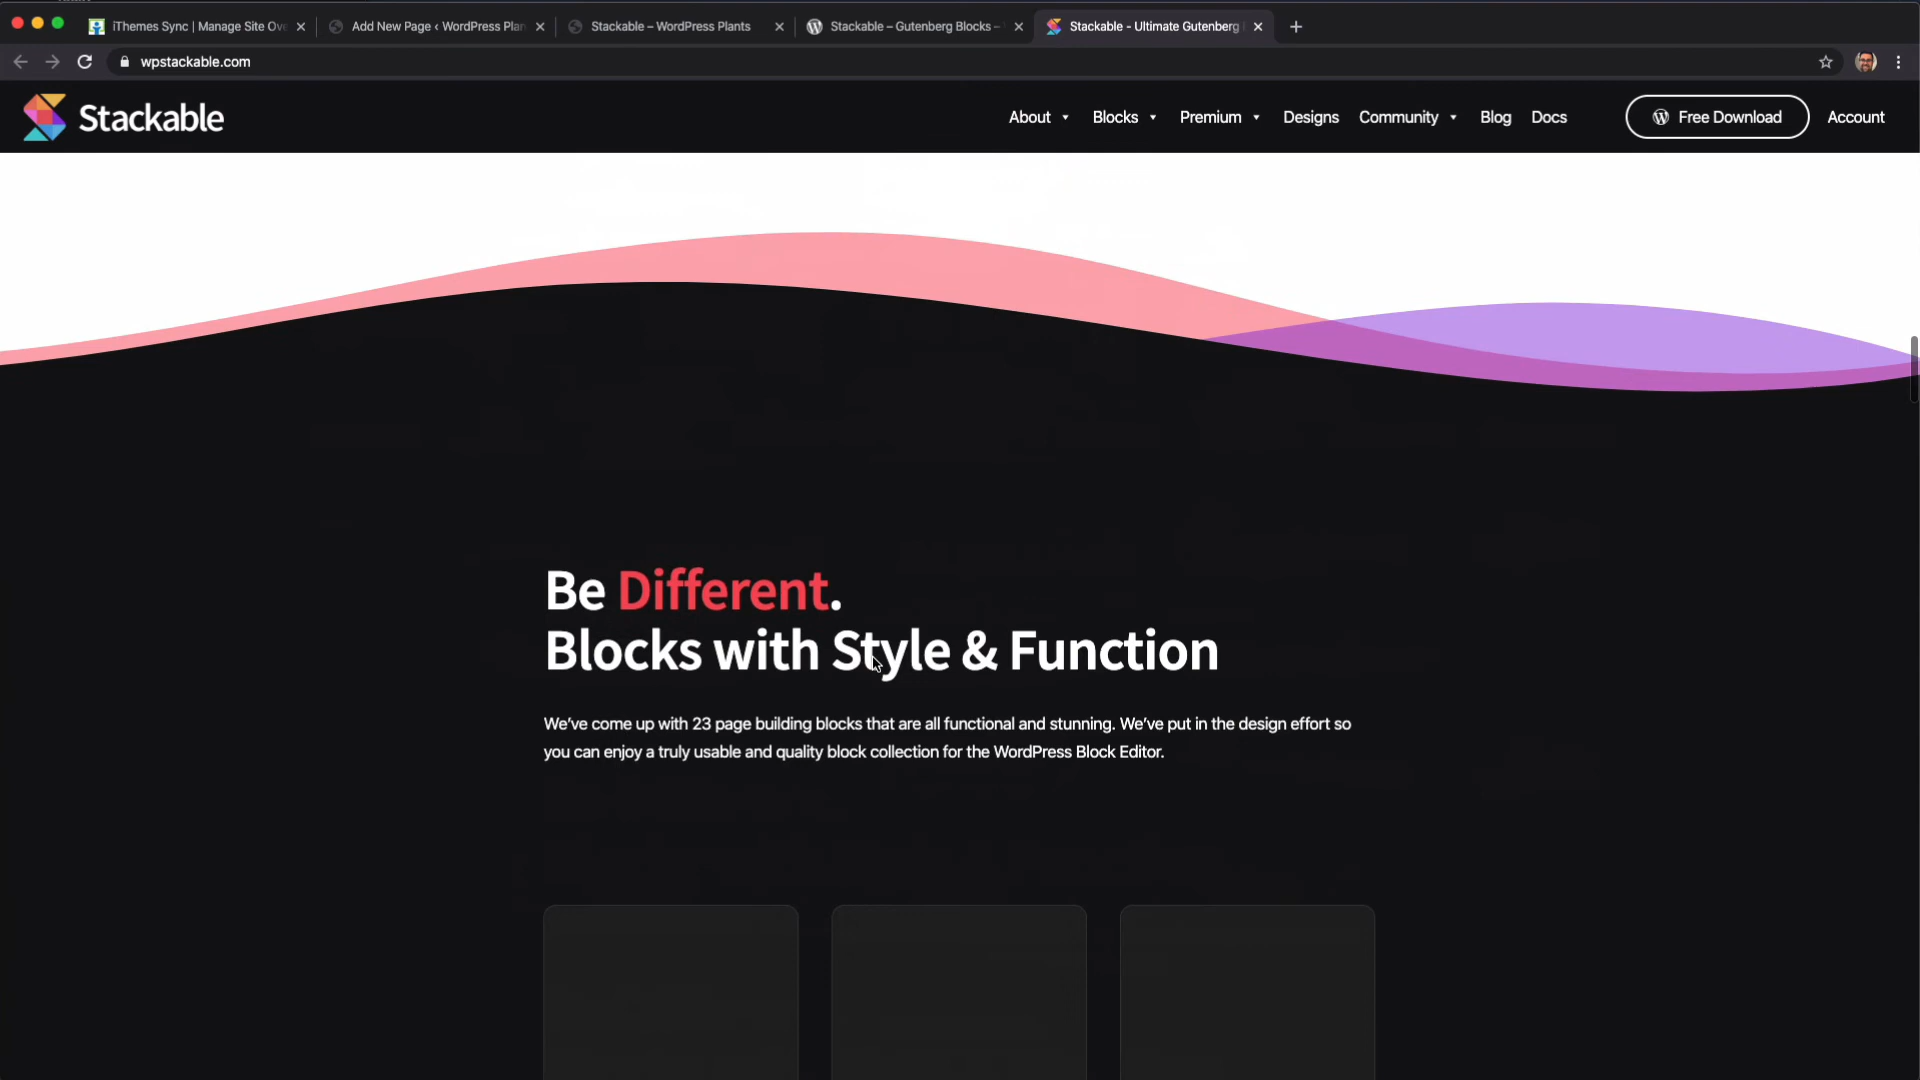 iThemes Sync | Manage Site Ove
Add New Page ‹ WordPress Plan
Stackable – WordPress Plants
Stackable – Gutenberg Blocks –
Stackable - Ultimate Gutenberg
wpstackable.com
Stackable
About
Blocks
Premium
Designs
Community
Blog
Docs
Free Download
Account
Be Different.
Blocks with Style & Function
We've come up with 23 page building blocks that are all functional and stunning. We've put in the design effort so
you can enjoy a truly usable and quality block collection for the WordPress Block Editor.